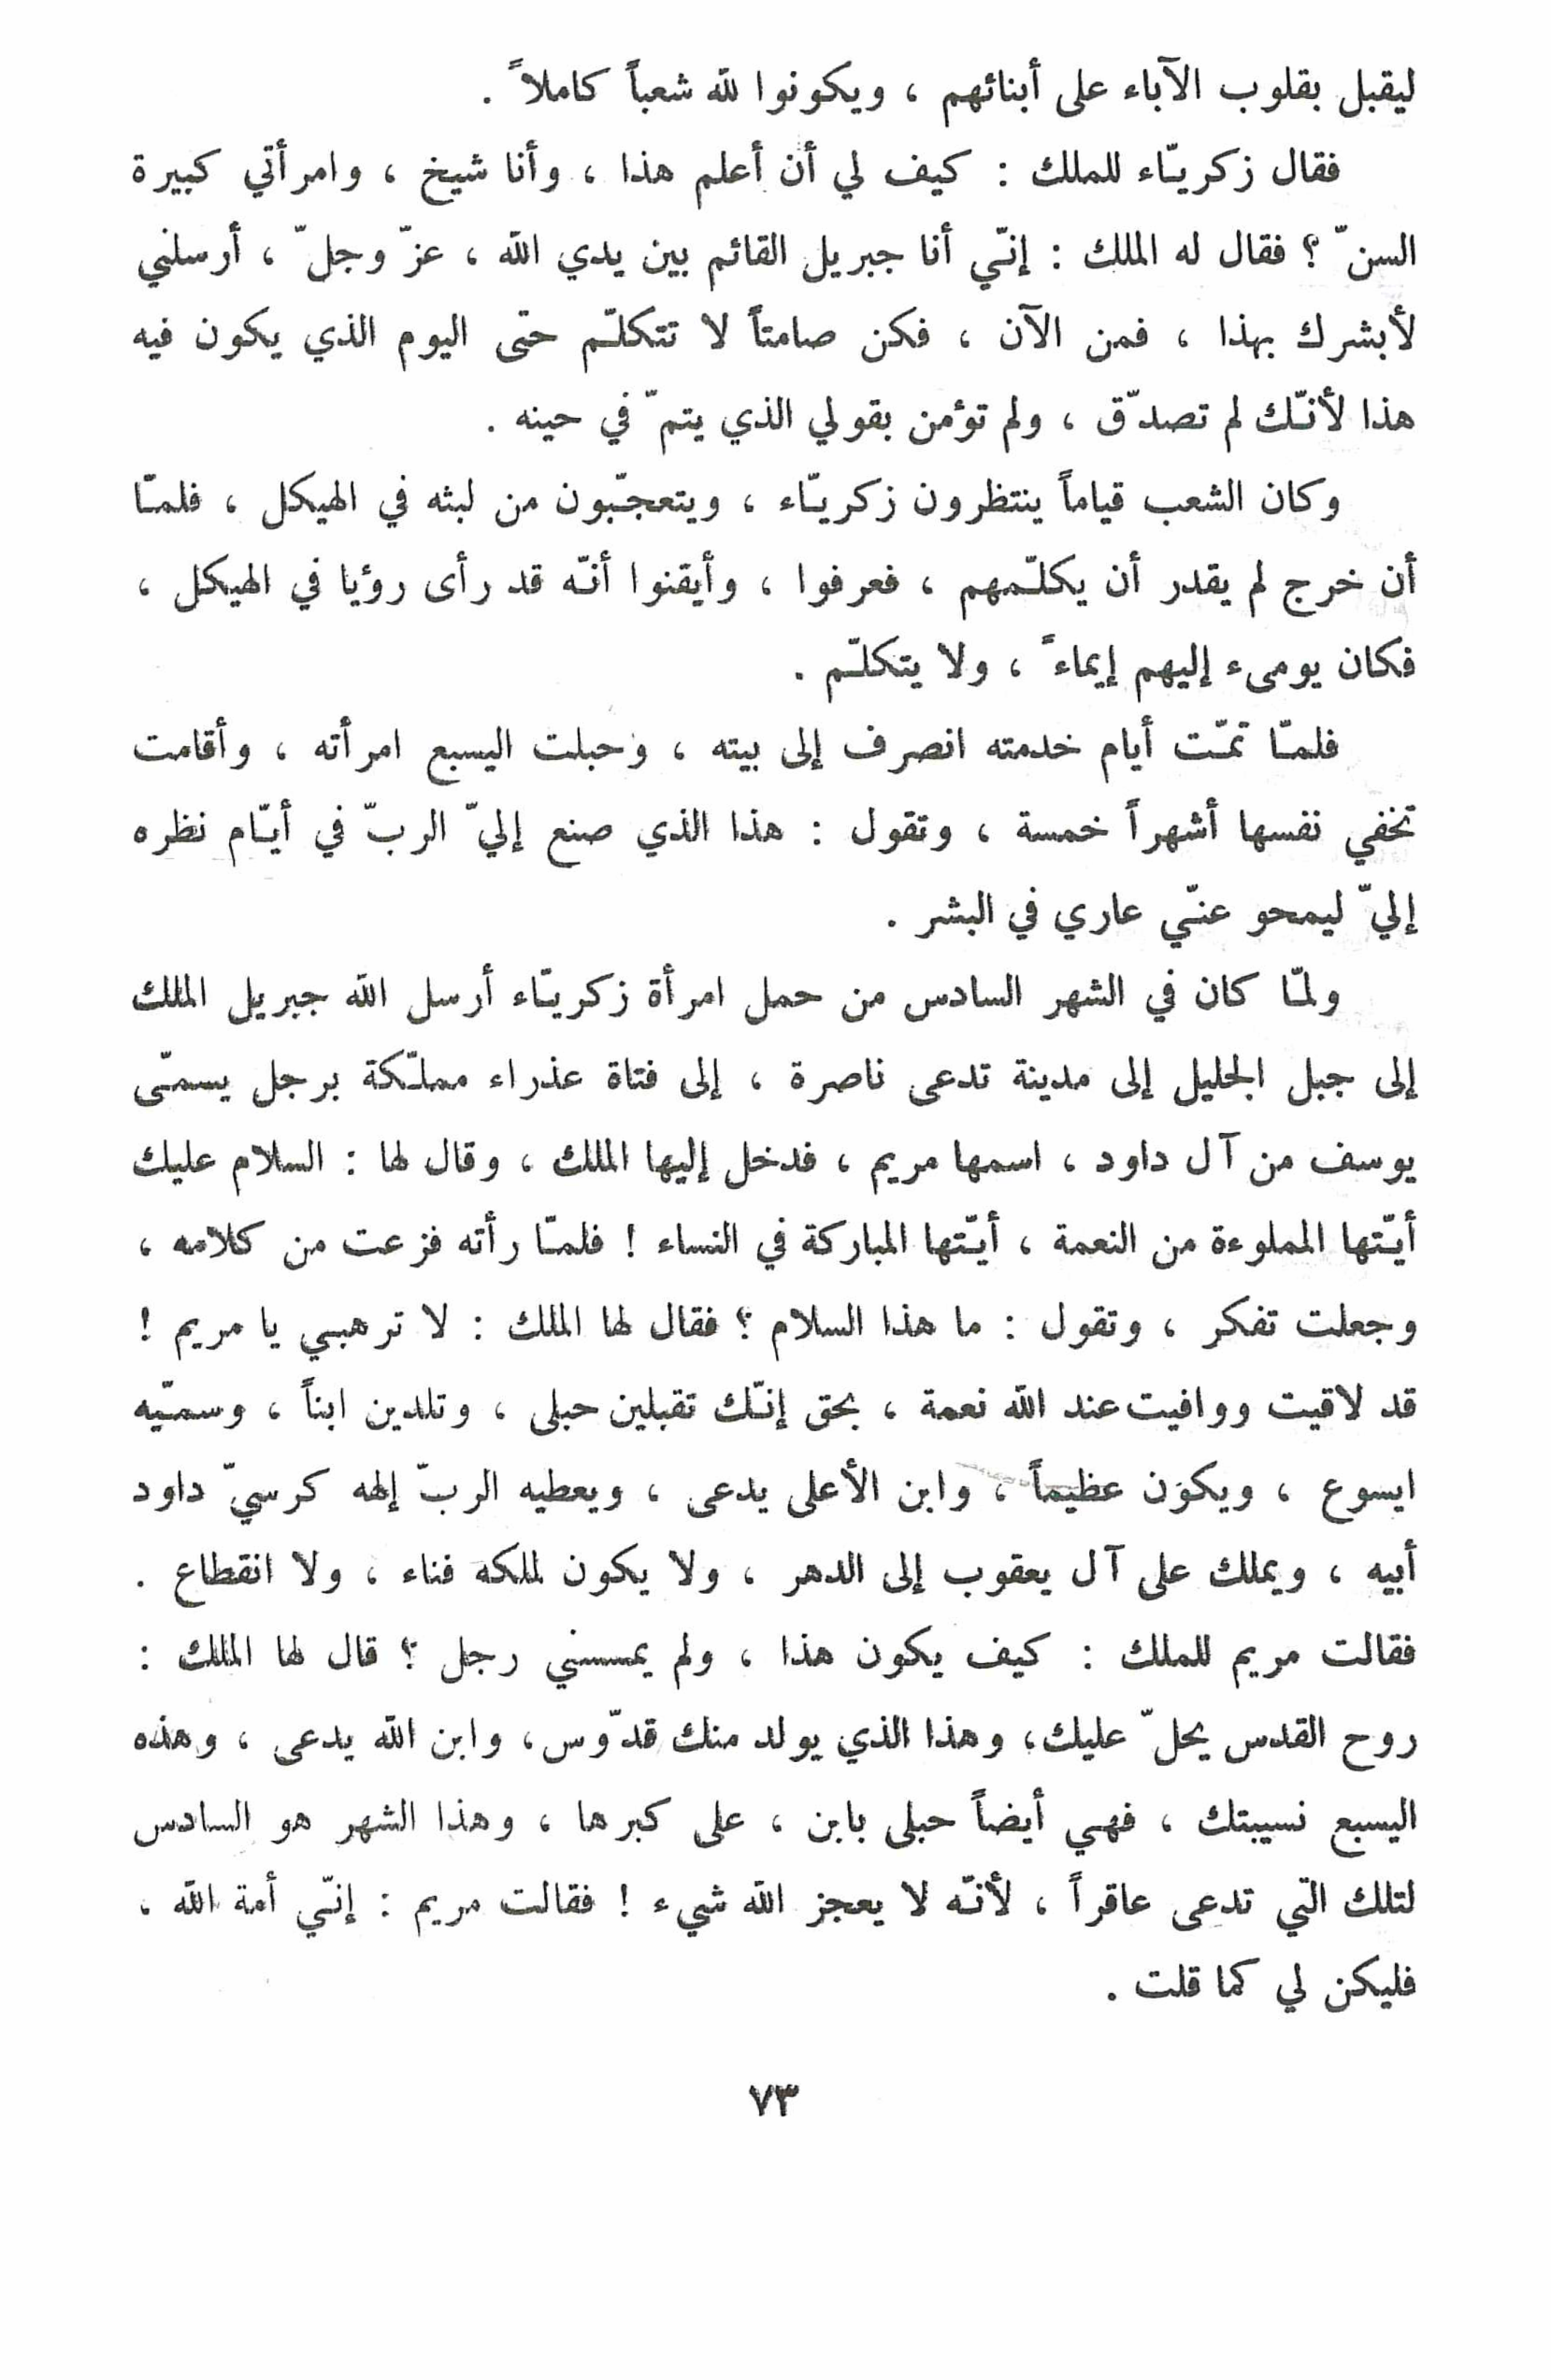 ليقبل بقلوب الآباء على أبنائهم ، ويكونوا لله شعباً كاملاً .
فقال زكريّاء للملك : كيف لي أن أعلم هذا ، وأنا شيخ ، وامرأتي كبيرة
السنّ ؟ فقال له الملك : إنّي أنا جبريل القائم بين يدي الله ، عزّ وجلّ ، أرسلني
لأبشرك بهذا ، فمن الآن ، فكن صامتاً لا تتكلّم حتى اليوم الذي يكون فيه
هذا لأنّك لم تصدّق ، ولم تؤمن بقولي الذي يتمّ في حينه .
وكان الشعب قياماً ينتظرون زكريّاء ، ويتعجّبون من لبثه في الهيكل ، فلمّا
أن خرج لم يقدر أن يكلّمهم ، فعرفوا ، وأيقنوا أنّه قد رأى رؤيا في الهيكل ،
فكان يومىء إليهم إيماءً ، ولا يتكلّم .
فلمّا تمّت أيام خدمته انصرف إلى بيته ، وحبلت اليسبع امرأته ، وأقامت
تخفي نفسها أشهراً خمسة ، وتقول : هذا الذي صنع إليّ الربّ في أيّام نظره
إليّ ليمحو عنّي عاري في البشر .
ولمّا كان في الشهر السادس من حمل امرأة زكريّاء أرسل الله جبريل الملك
إلى جبل الجليل إلى مدينة تدعى ناصرة ، إلى فتاة عذراء مملّكة برجل يسمّى
يوسف من آل داود ، اسمها مريم ، فدخل إليها الملك ، وقال لها : السلام عليك
أيّتها المملوءة من النعمة ، أيّتها المباركة في النساء ! فلمّا رأته فزعت من كلامه ،
وجعلت تفكر ، وتقول : ما هذا السلام ؟ فقال لها الملك : لا ترهبي يا مريم !
قد لاقيت ووافيت عند الله نعمة ، بحق إنّك تقبلين حبلى ، وتلدين ابناً ، وسمّيه
ايسوع ، ويكون عظيماً ، وابن الأعلى يدعى ، ويعطيه الربّ إلهه كرسيّ داود
أبيه ، ويملك على آل يعقوب إلى الدهر ، ولا يكون لملكه فناء ، ولا انقطاع .
فقالت مريم للملك : كيف يكون هذا ، ولم يمسسني رجل ؟ قال لها الملك :
روح القدس يحلّ عليك، وهذا الذي يولد منك قدّوس، وابن الله يدعى ، وهذه
اليسبع نسيبتك ، فهي أيضاً حبلى بابن ، على كبرها ، وهذا الشهر هو السادس
لتلك الّتي تدعى عاقراً ، لأنّه لا يعجز الله شيء ! فقالت مريم : إنّي أمة الله ،
فليكن لي كما قلت .
٧٣